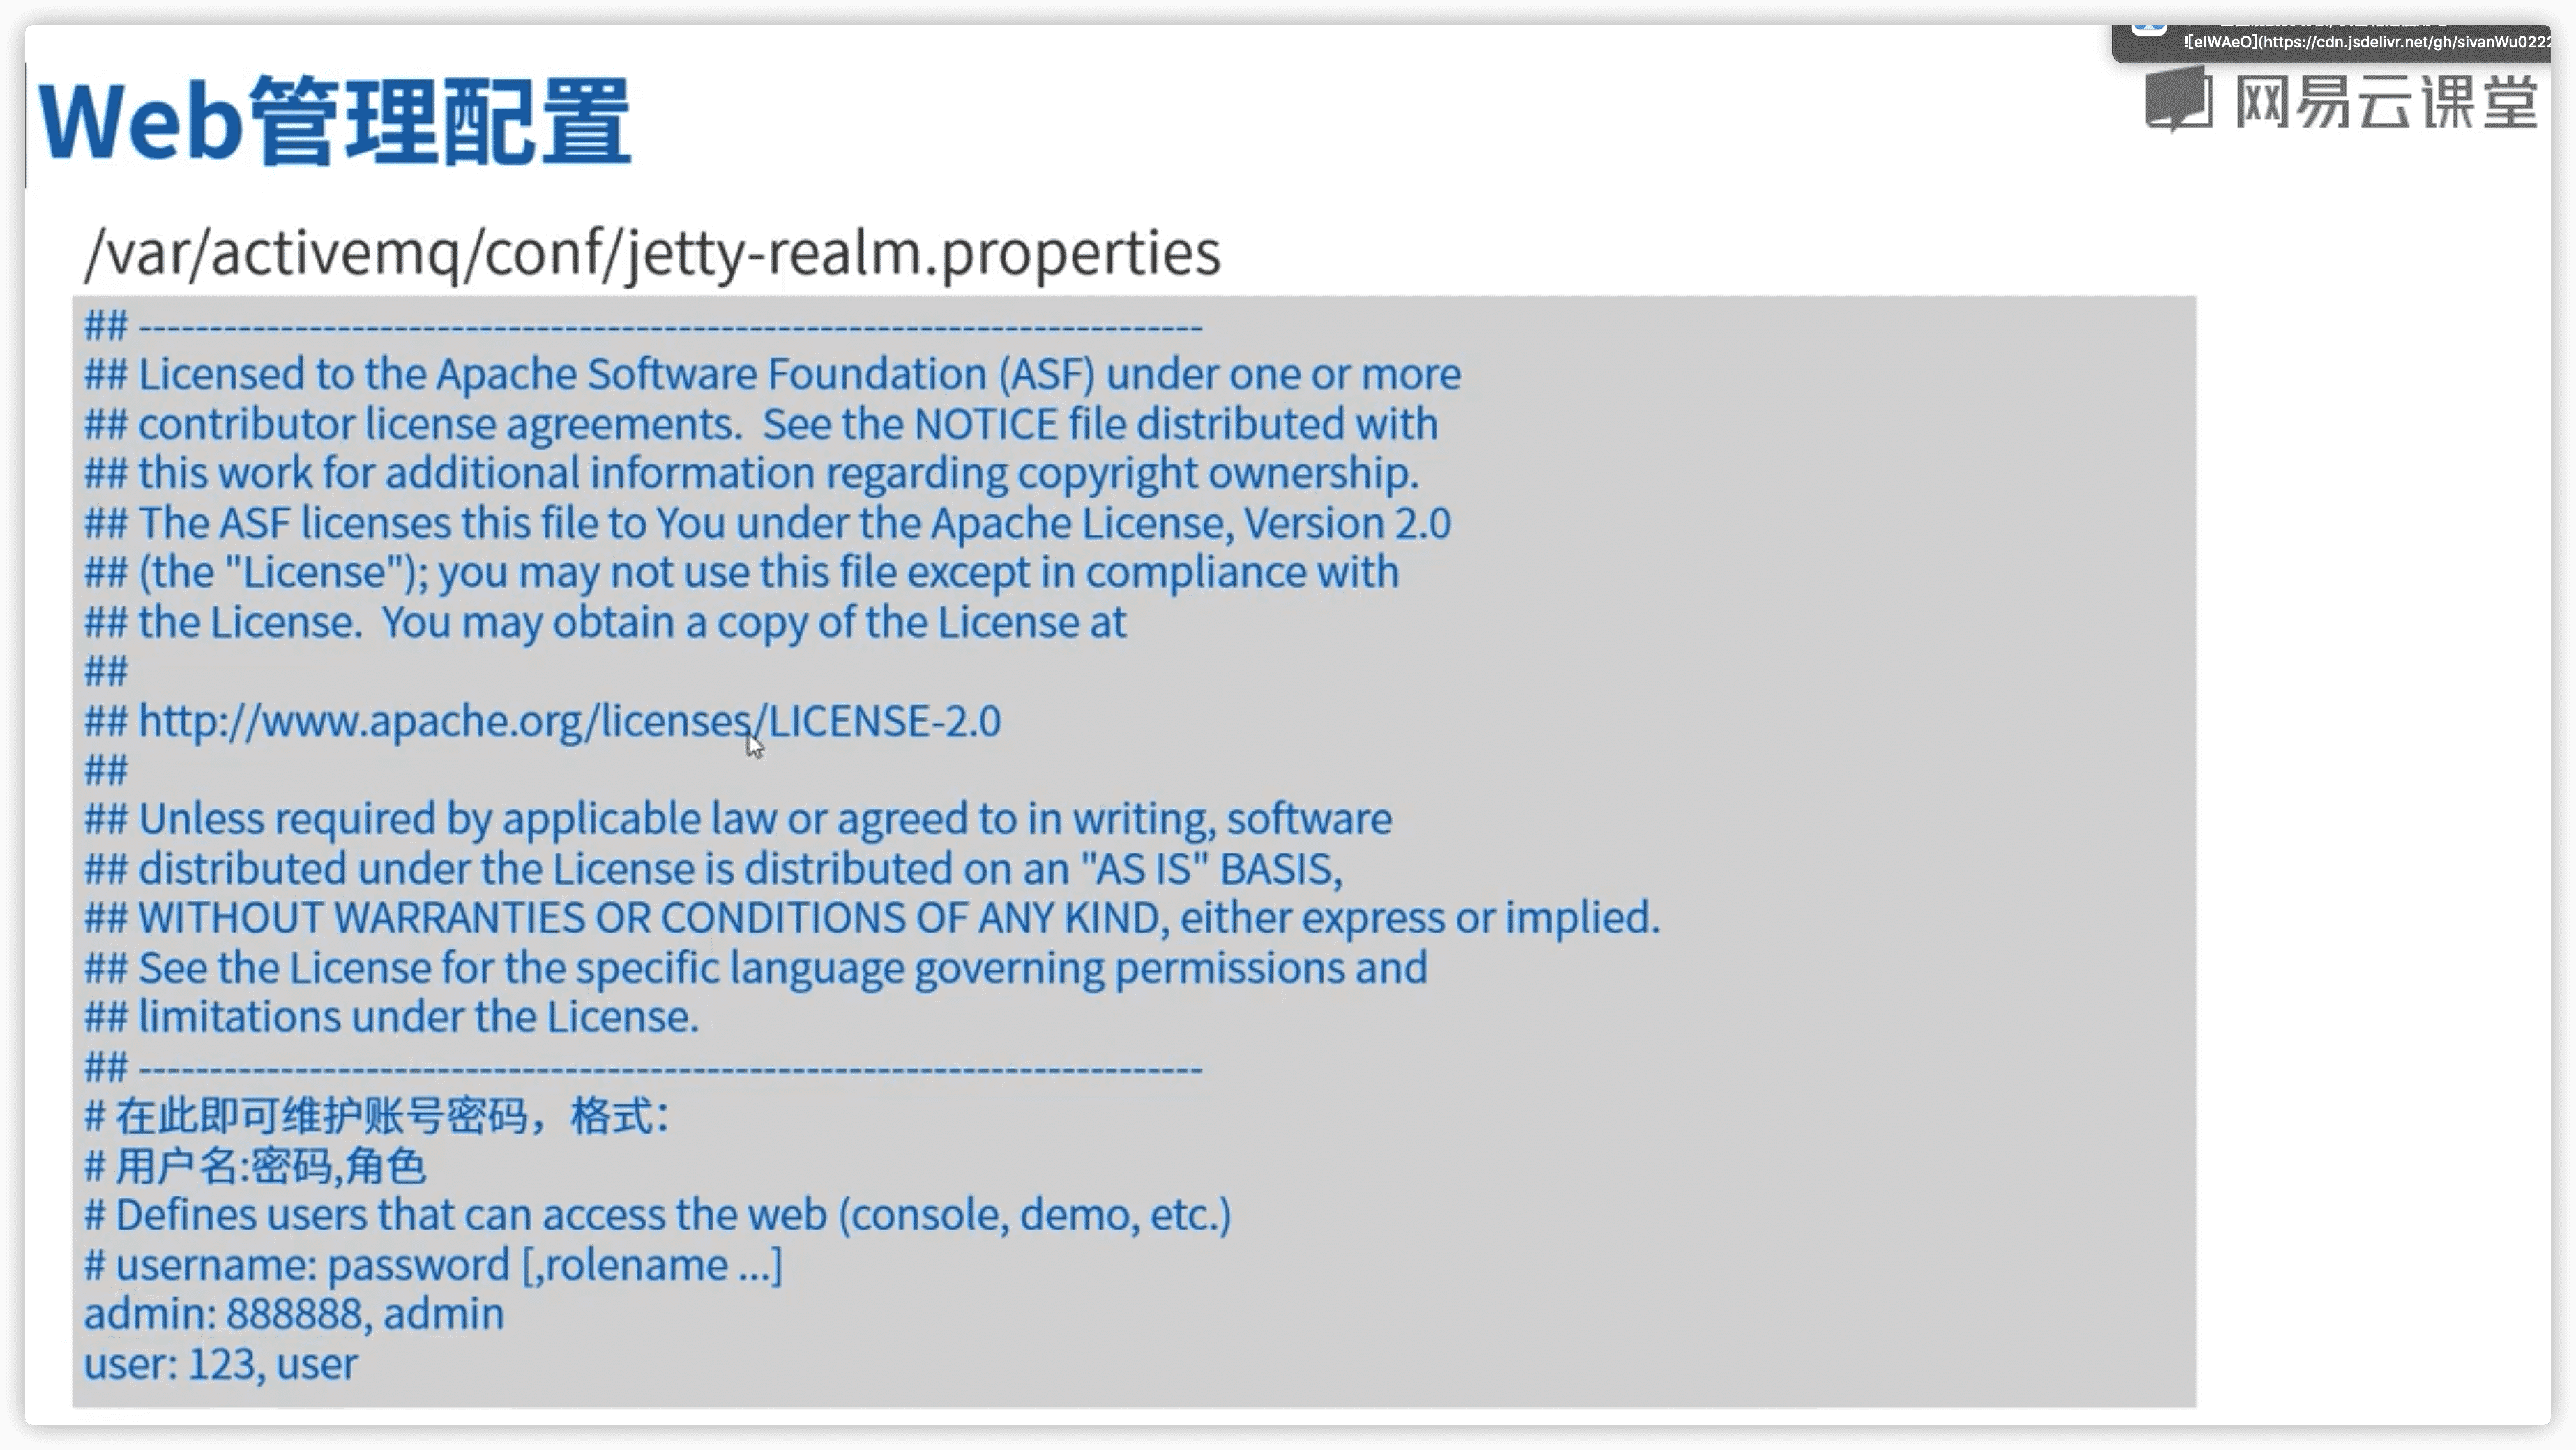 ![eIWAeO](https://cdn.jsdelivr.net/gh/sivanWu0222
Web管理配置
网易云课堂
/var/activemq/conf/jetty-realm.properties
## ---------------------------------------------------------------------------
## Licensed to the Apache Software Foundation (ASF) under one or more
## contributor license agreements.  See the NOTICE file distributed with
## this work for additional information regarding copyright ownership.
## The ASF licenses this file to You under the Apache License, Version 2.0
## (the "License"); you may not use this file except in compliance with
## the License.  You may obtain a copy of the License at
##
## http://www.apache.org/licenses/LICENSE-2.0
##
## Unless required by applicable law or agreed to in writing, software
## distributed under the License is distributed on an "AS IS" BASIS,
## WITHOUT WARRANTIES OR CONDITIONS OF ANY KIND, either express or implied.
## See the License for the specific language governing permissions and
## limitations under the License.
## ---------------------------------------------------------------------------
# 在此即可维护账号密码，格式：
# 用户名:密码,角色
# Defines users that can access the web (console, demo, etc.)
# username: password [,rolename ...]
admin: 888888, admin
user: 123, user